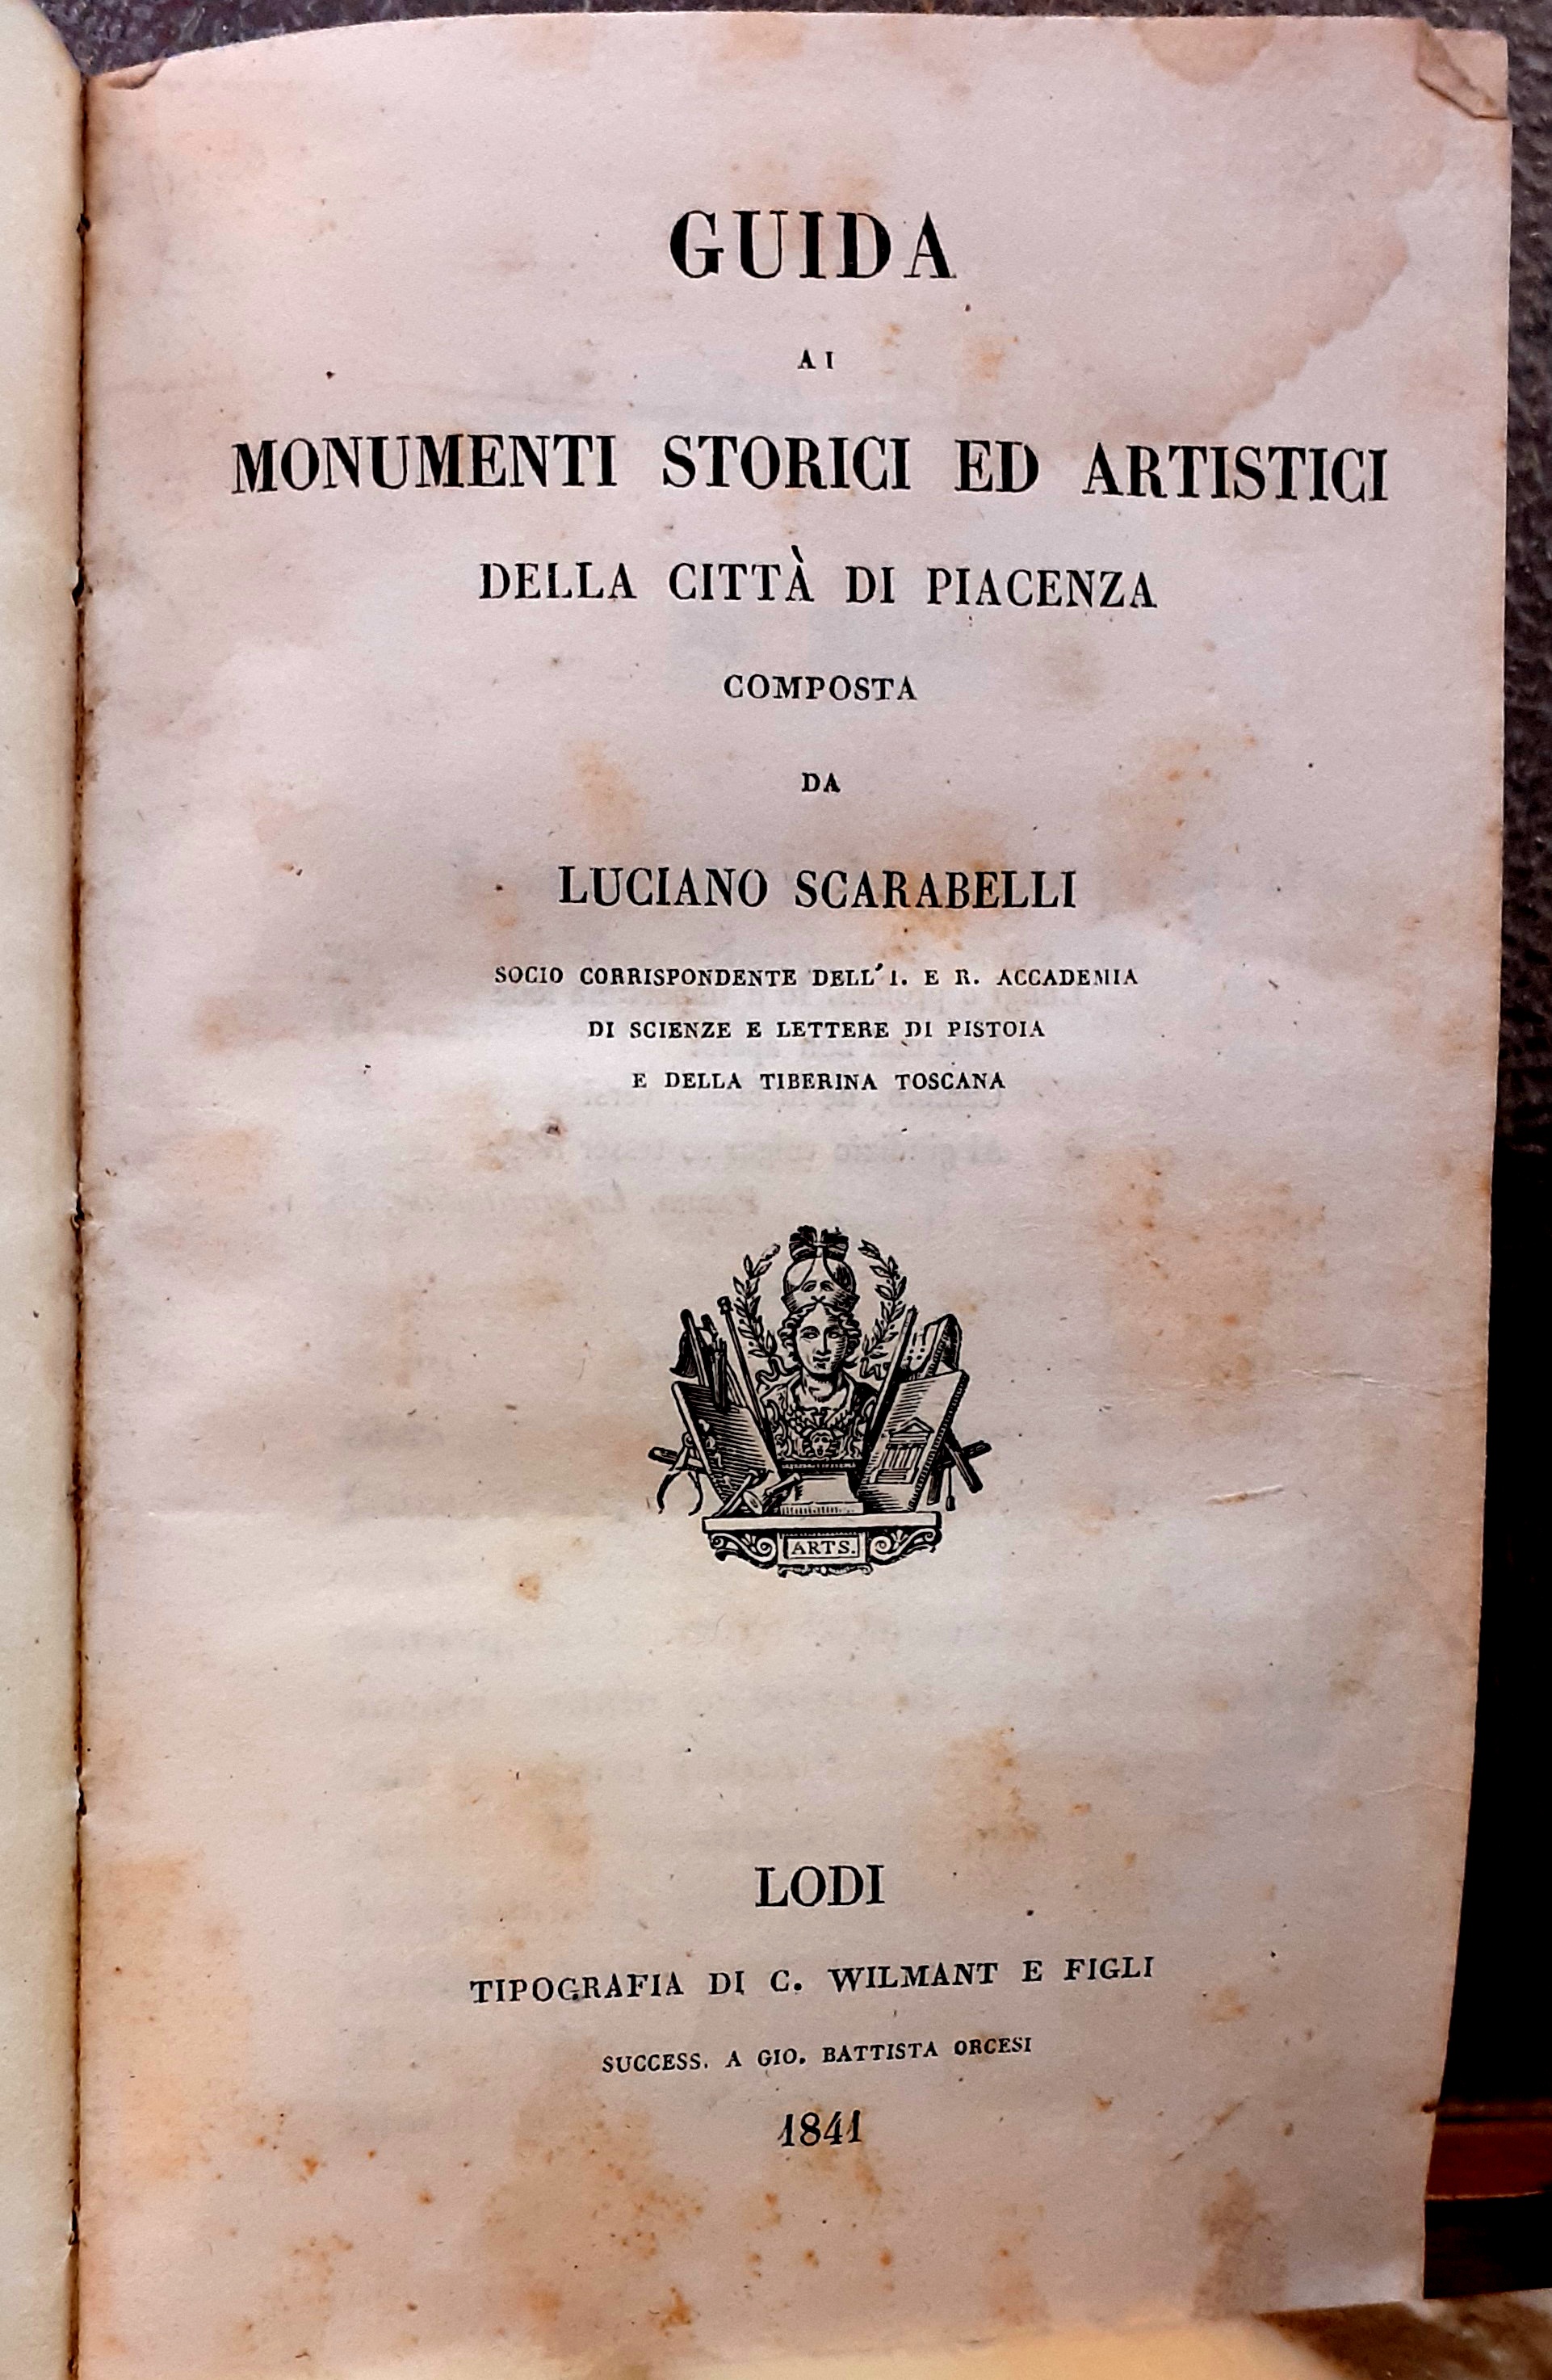 GUIDA
AI
MONUMENTI STORICI ED ARTISTICI
DELLA CITTÀ DI PIACENZA
COMPOSTA
DA
LUCIANO SCARABELLI
SOCIO CORRISPONDENTE DELL' I. E R. ACCADEMIA
DI SCIENZE E LETTERE DI PISTOIA
E DELLA TIBERINA TOSCANA
ARTS.
LODI
TIPOGRAFIA DI C. WILMANT E FIGLI
SUCCESS. A GIO. BATTISTA ORCESI
1841